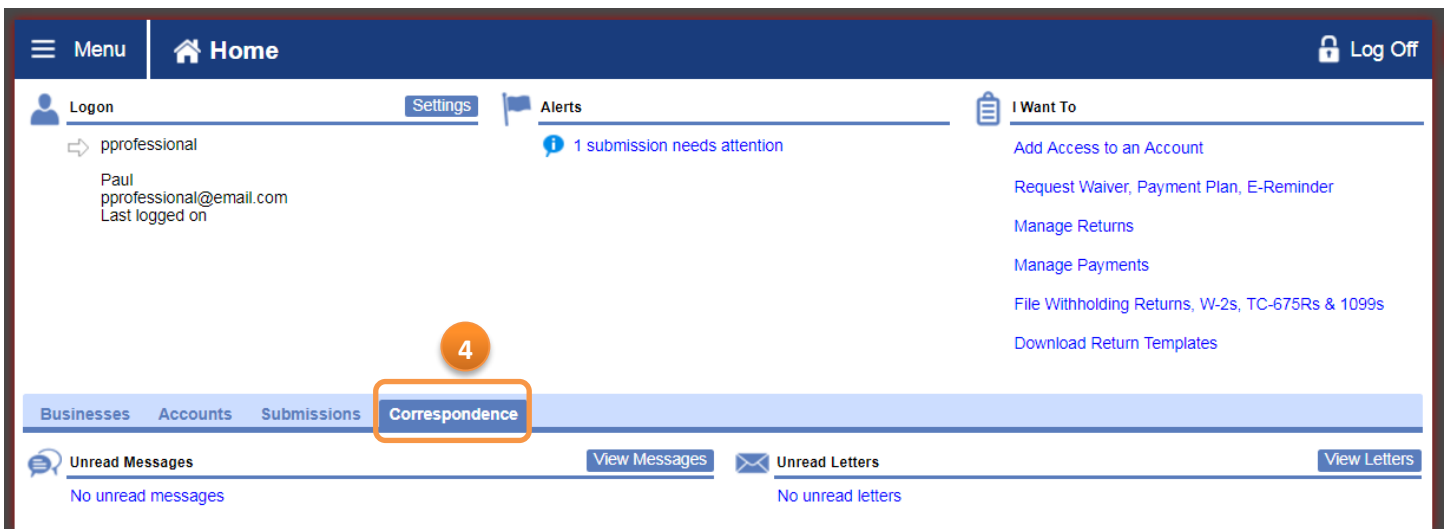 Menu
Home
Log Off
Logon
Settings
pprofessional
Paul
pprofessional@email.com
Last logged on
Alerts
1 submission needs attention
I Want To
Add Access to an Account
Request Waiver, Payment Plan, E-Reminder
Manage Returns
Manage Payments
File Withholding Returns, W-2s, TC-675Rs & 1099s
Download Return Templates
4
Businesses Accounts Submissions Correspondence
Unread Messages
View Messages
No unread messages
Unread Letters
View Letters
No unread letters